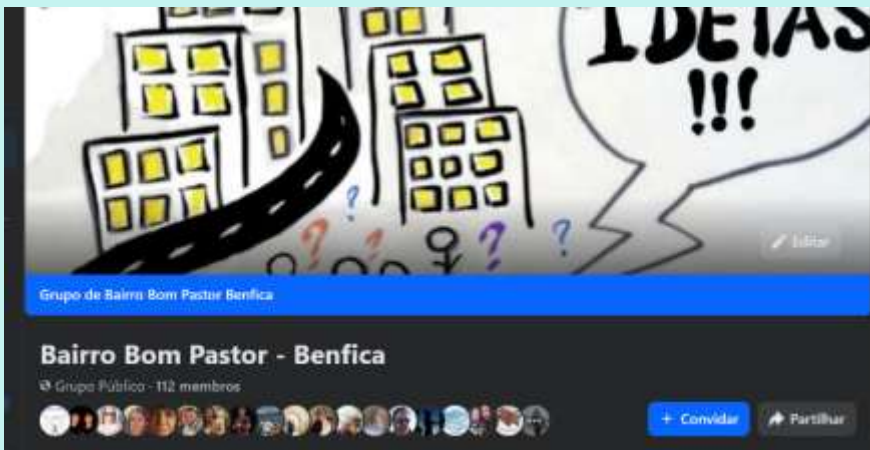 IDEIAS
!!!
? ? ? ? ?
Editar
Grupo de Bairro Bom Pastor Benfica
Bairro Bom Pastor - Benfica
Grupo Público · 112 membros
+ Convidar
Partilhar